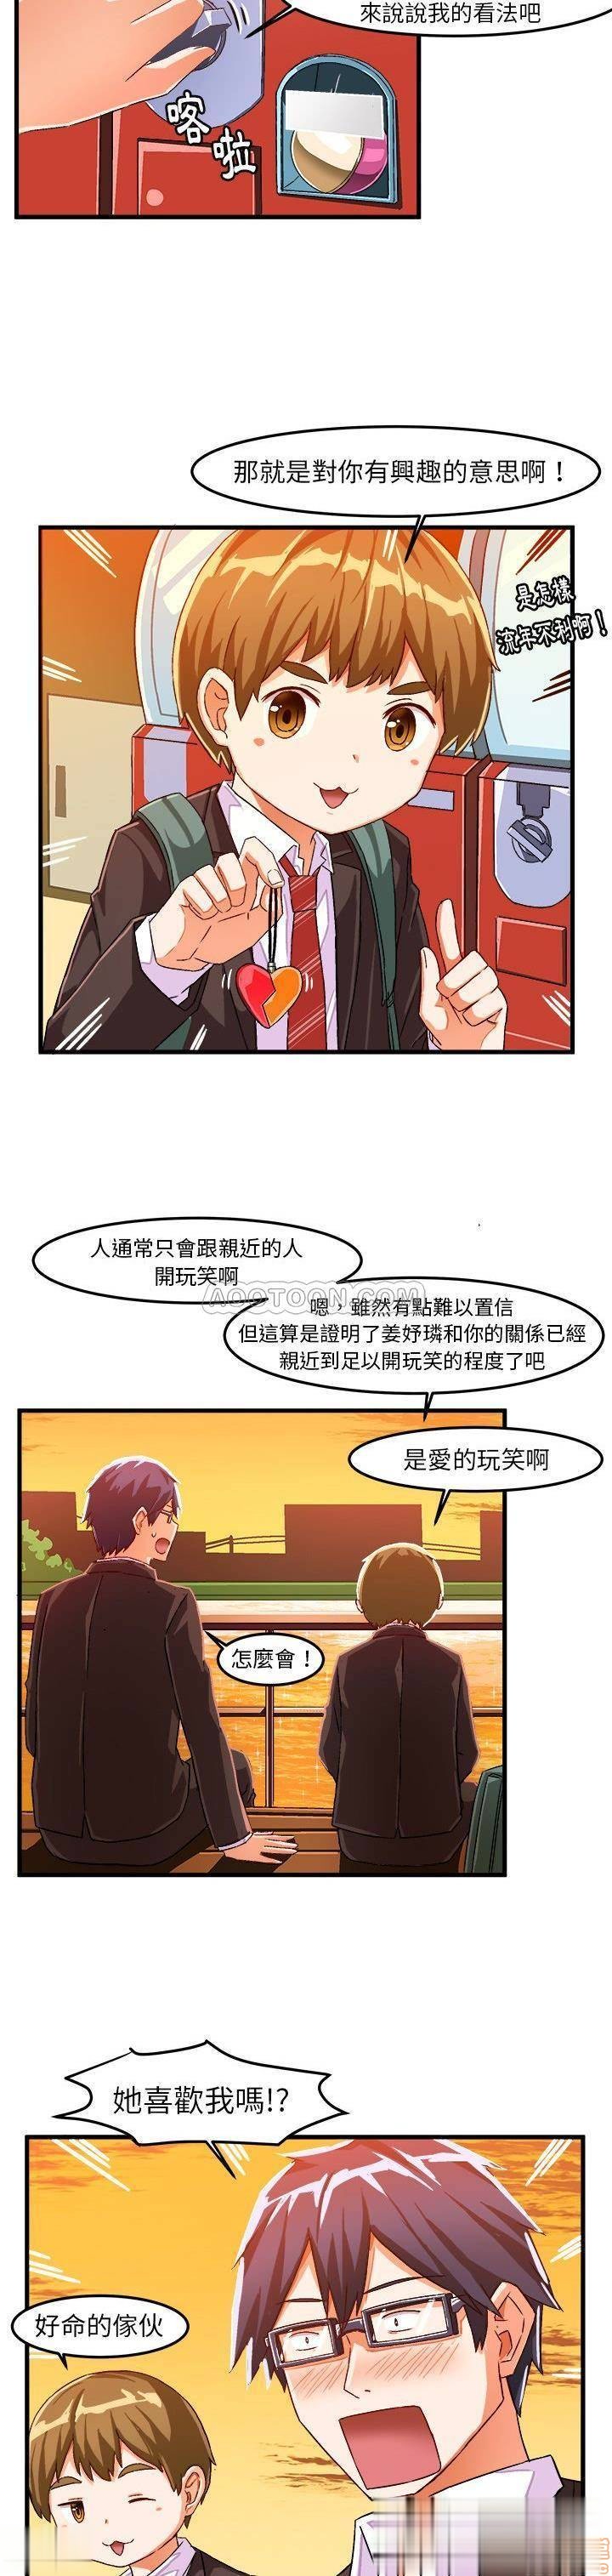 來說說我的看法吧
喀
啦
那就是對你有興趣的意思啊！
是怎樣
流年不利啊！
人通常只會跟親近的人
開玩笑啊
AOOTOON.COM
嗯，雖然有點難以置信
但這算是證明了姜妤璘和你的關係已經
親近到足以開玩笑的程度了吧
是愛的玩笑啊
怎麼會！
她喜歡我嗎!?
好命的傢伙